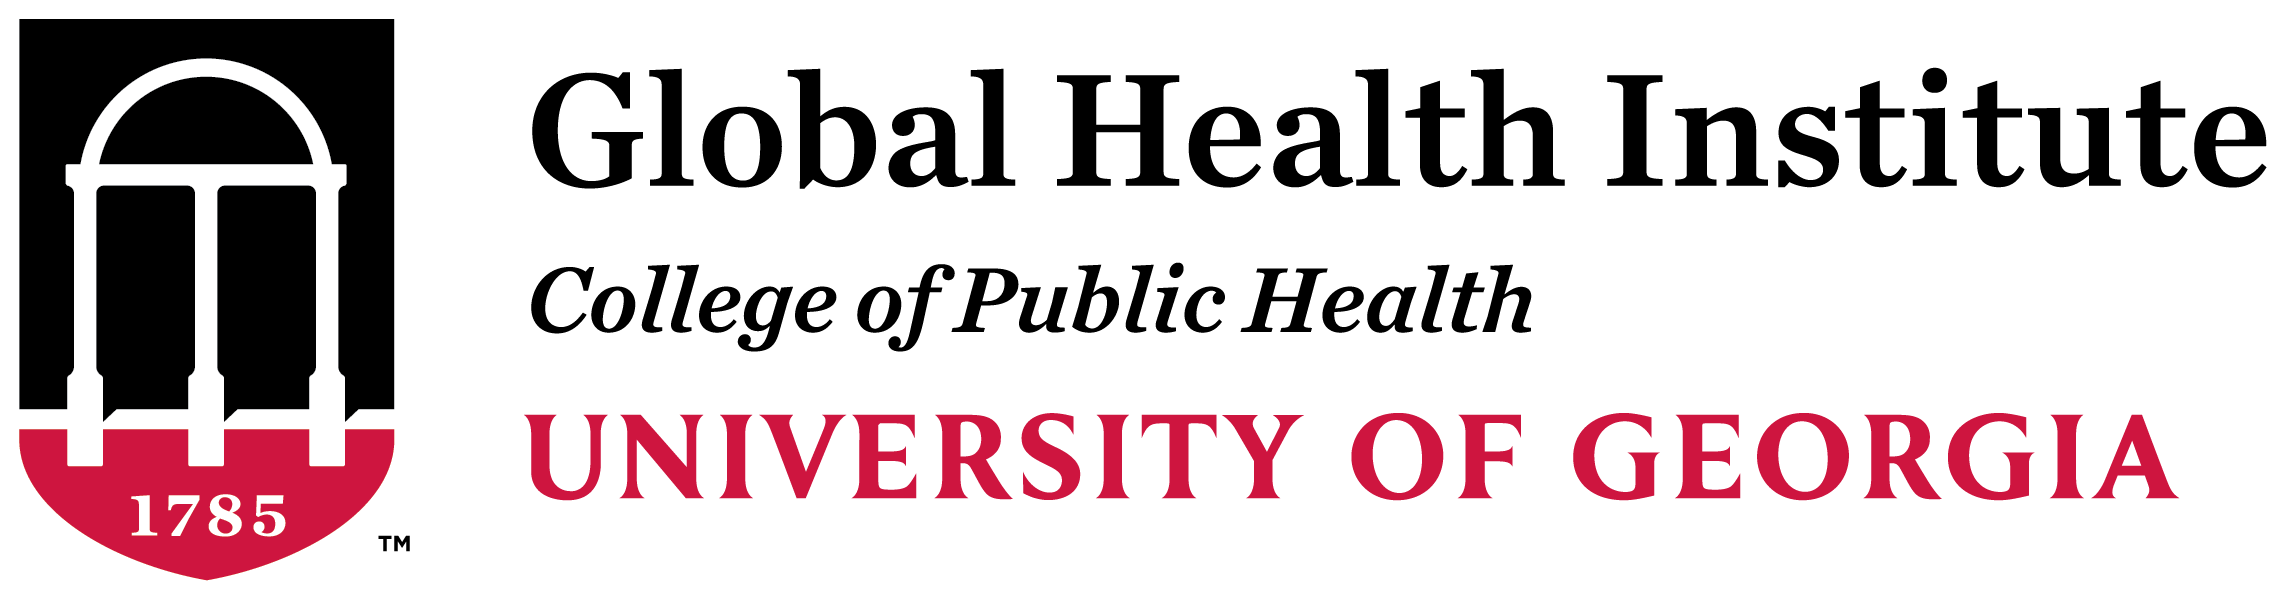 Global Health Institute
College of Public Health
UNIVERSITY OF GEORGIA
1785
TM